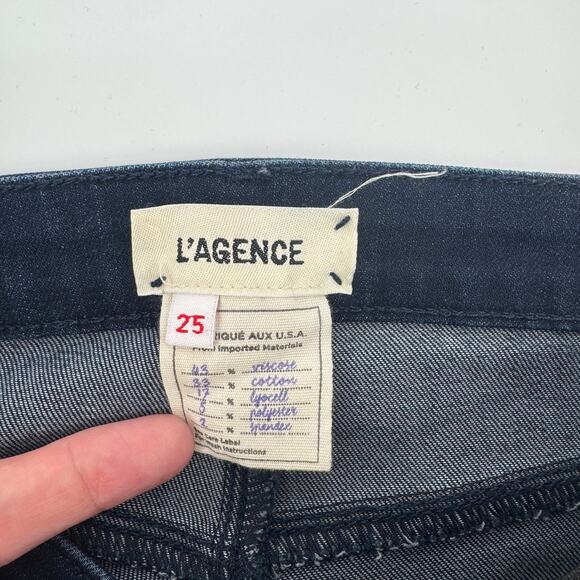 L'AGENCE
25
RIQUÉ AUX U.S.A.
From Imported Materials
43 % viscose
33 % cotton
17 % lyocell
5 % polyester
2 % spandex
Care Label
Wash Instructions